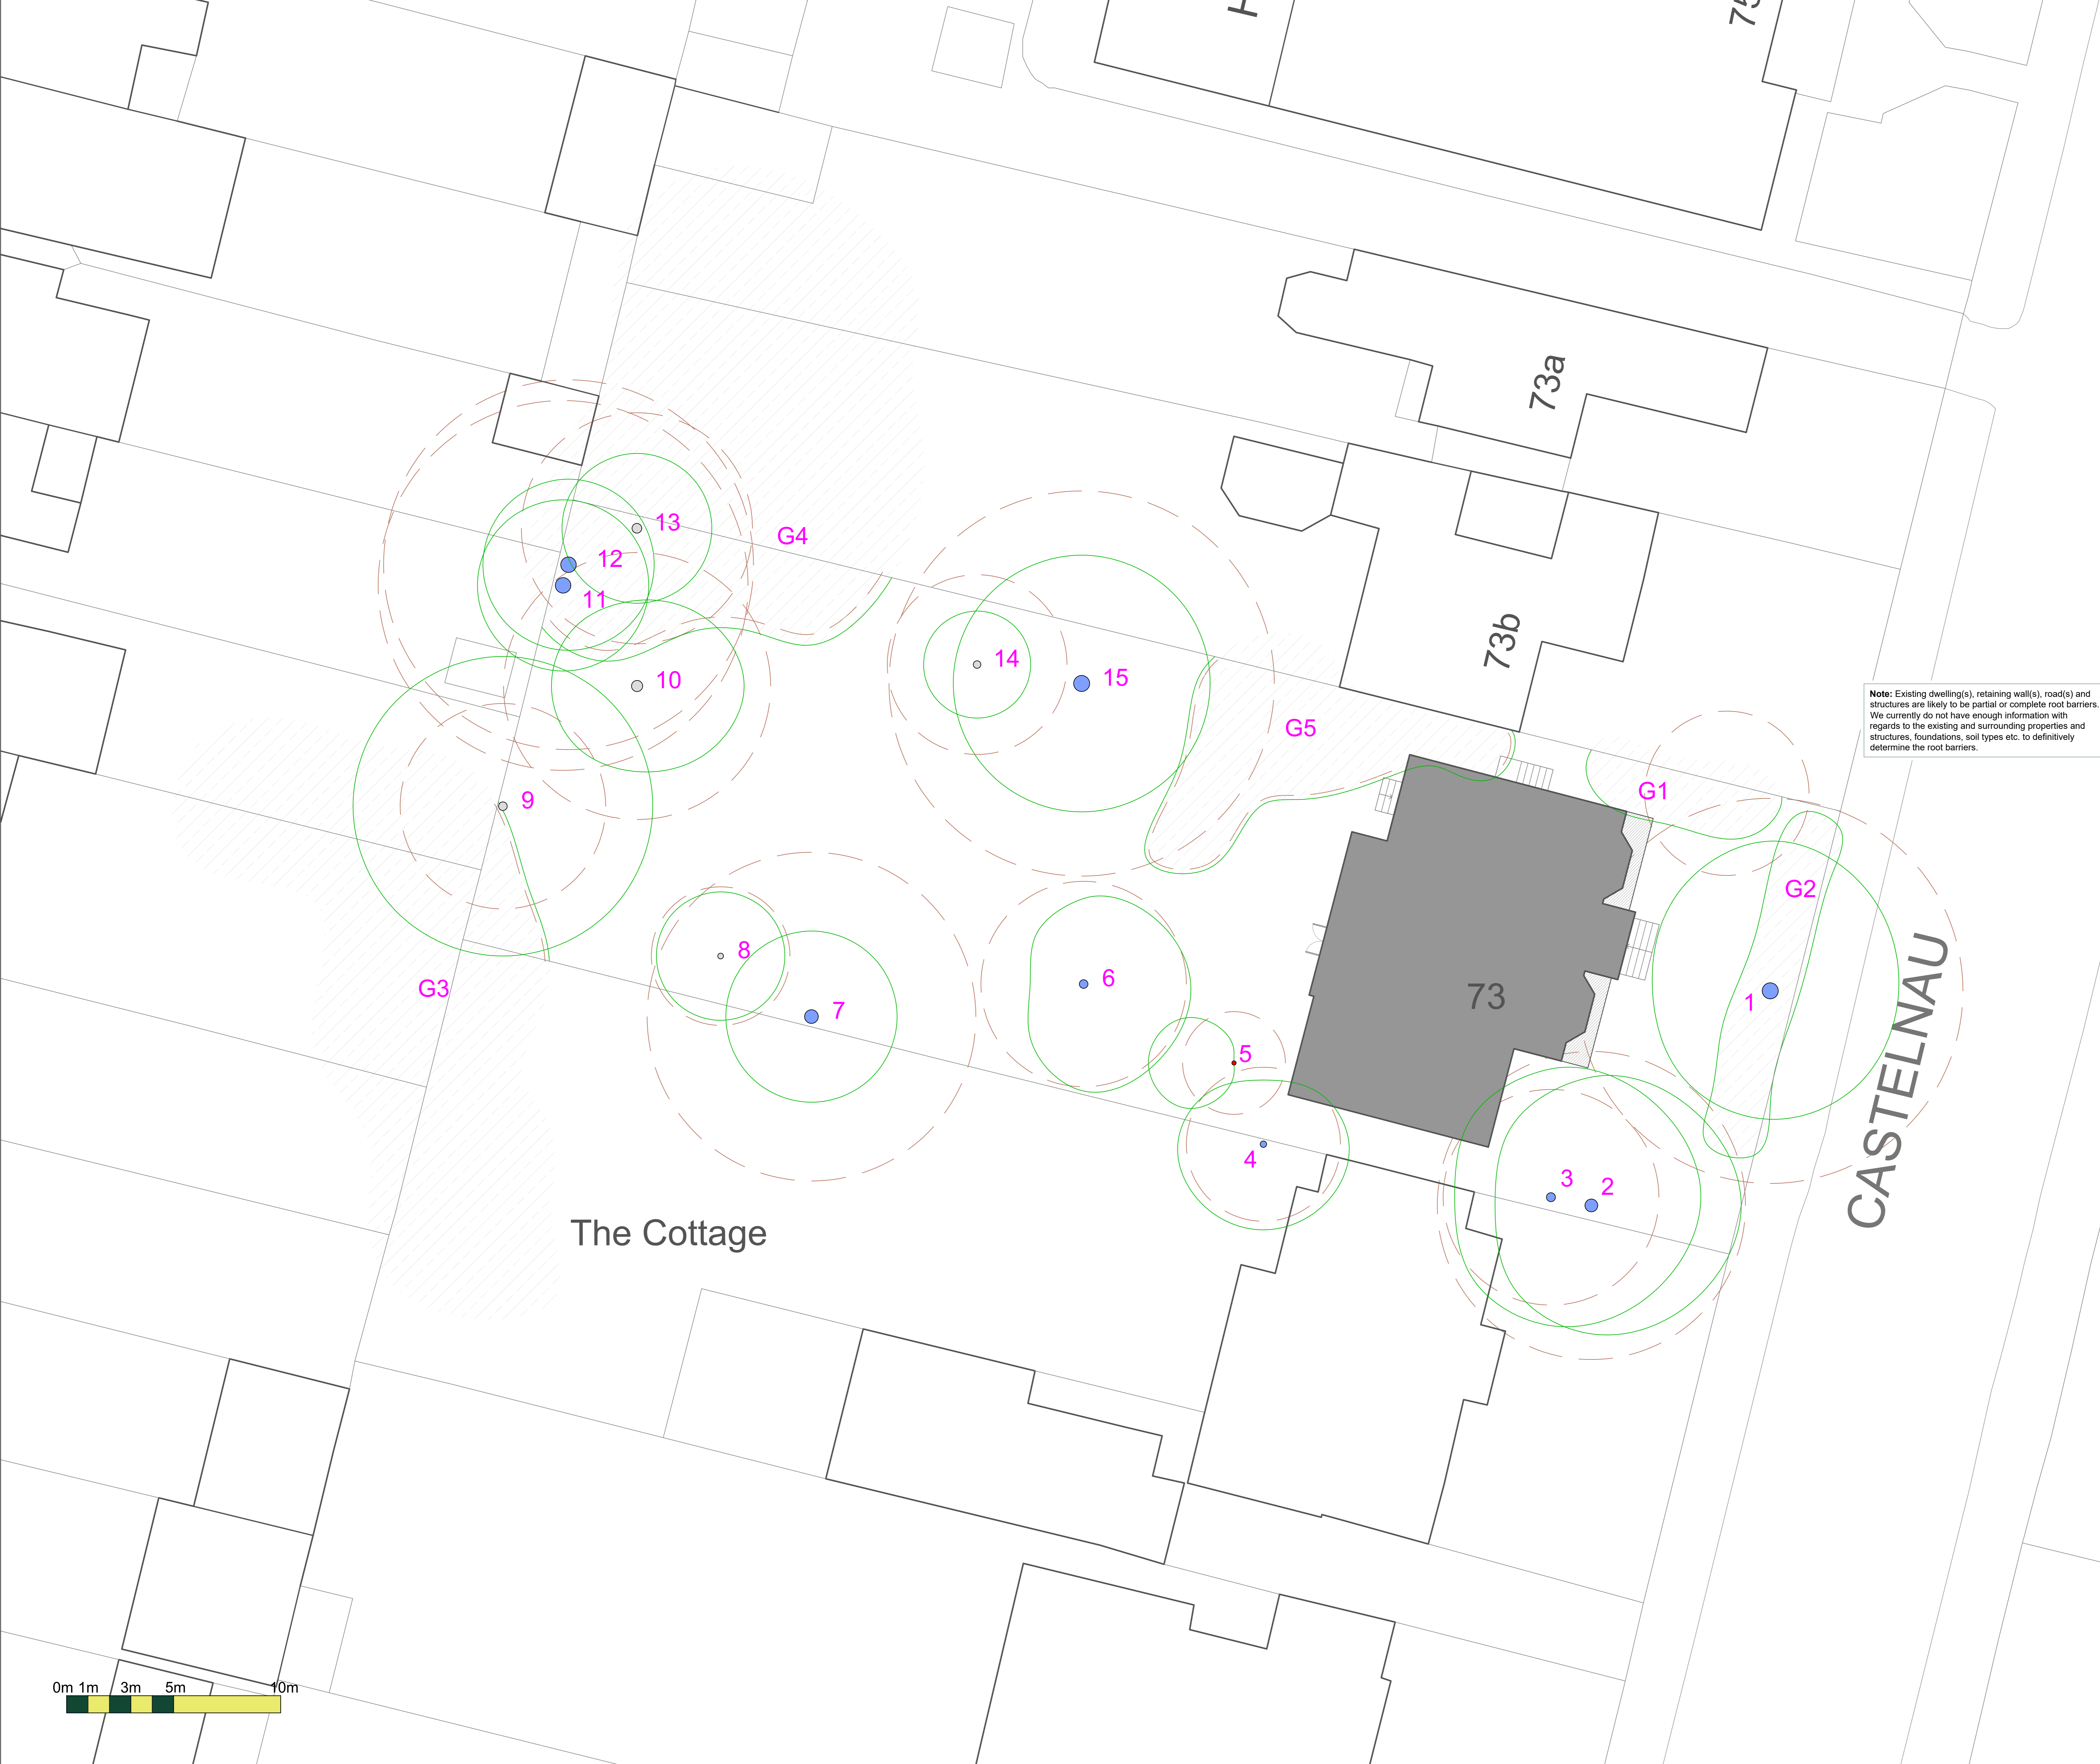 73a
13
G4
12
11
73b
14
10
15
G5
Note: Existing dwelling(s), retaining wall(s), road(s) and
structures are likely to be partial or complete root barriers.
We currently do not have enough information with
regards to the existing and surrounding properties and
structures, foundations, soil types etc. to definitively
determine the root barriers.
G1
9
G2
8
6
G3
73
1
7
CASTELNAU
5
4
3
2
The Cottage
0m 1m 3m 5m 10m